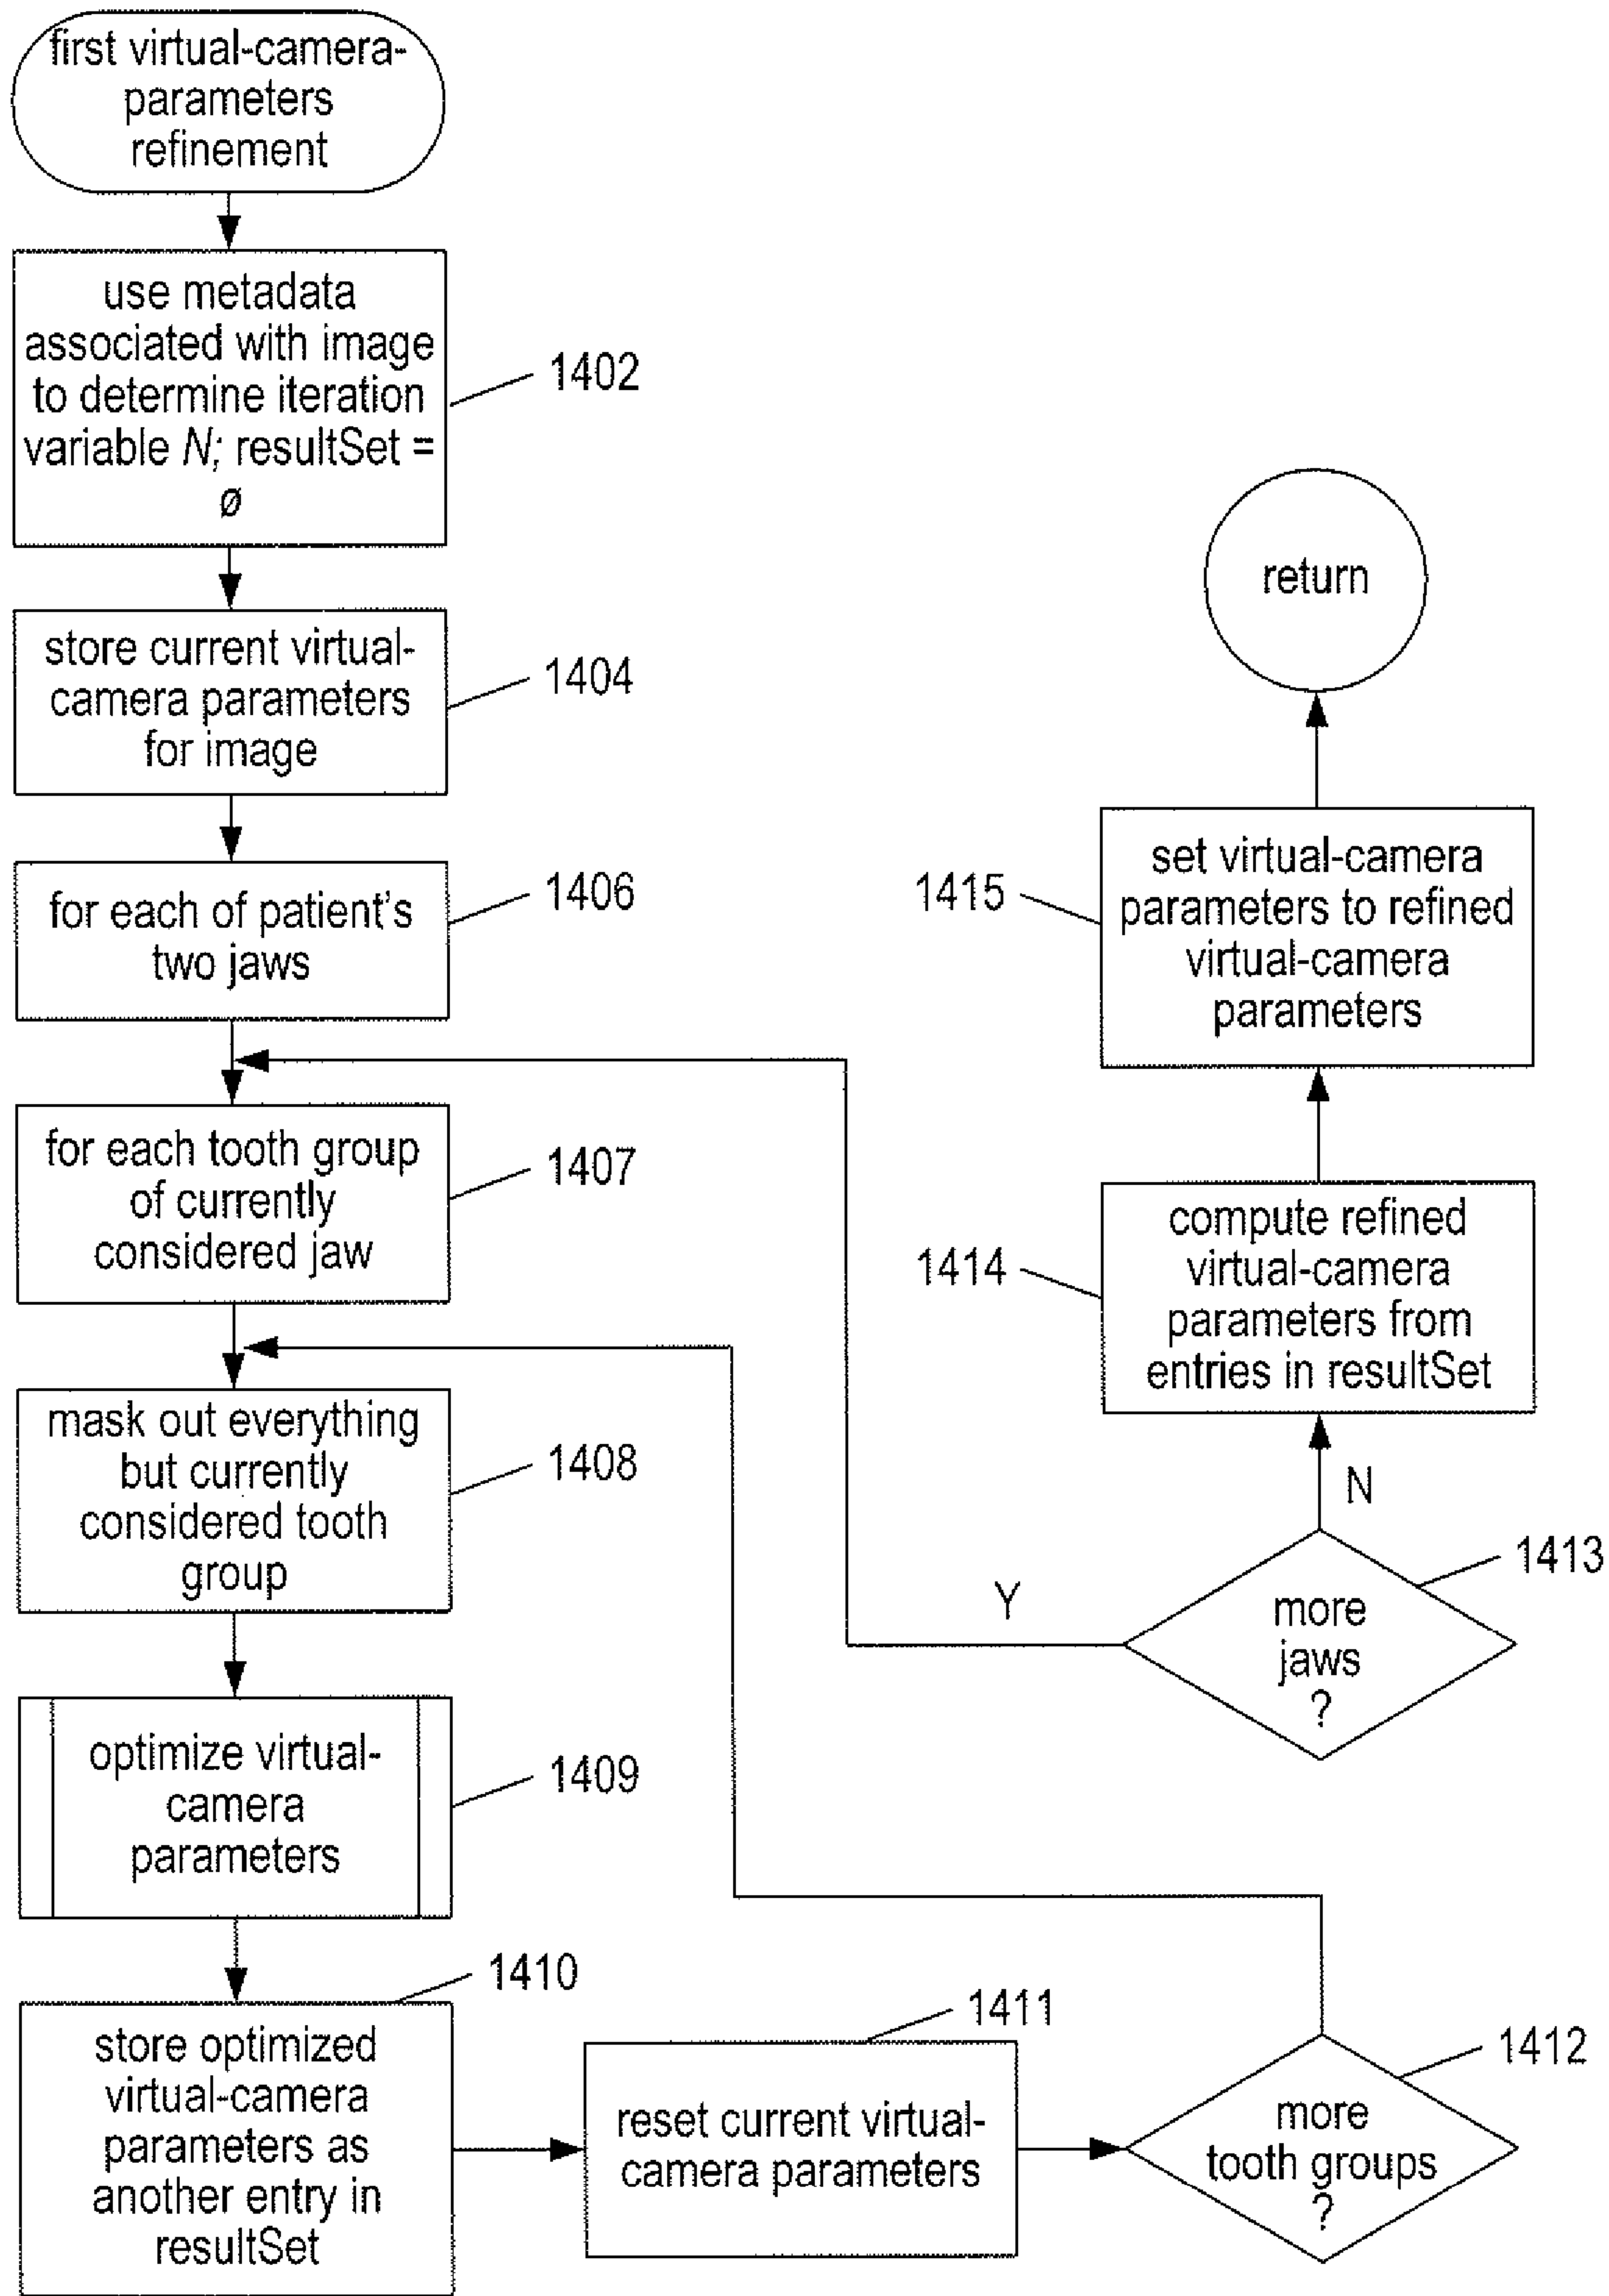 first virtual-camera-
parameters
refinement
use metadata
associated with image
to determine iteration
variable N; resultSet =
ø
1402
store current virtual-
camera parameters
for image
1404
for each of patient's
two jaws
1406
for each tooth group
of currently
considered jaw
1407
mask out everything
but currently
considered tooth
group
1408
optimize virtual-
camera
parameters
1409
store optimized
virtual-camera
parameters as
another entry in
resultSet
1410
reset current virtual-
camera parameters
1411
more
tooth groups
?
1412
more
jaws
?
1413
Y
N
compute refined
virtual-camera
parameters from
entries in resultSet
1414
set virtual-camera
parameters to refined
virtual-camera
parameters
1415
return